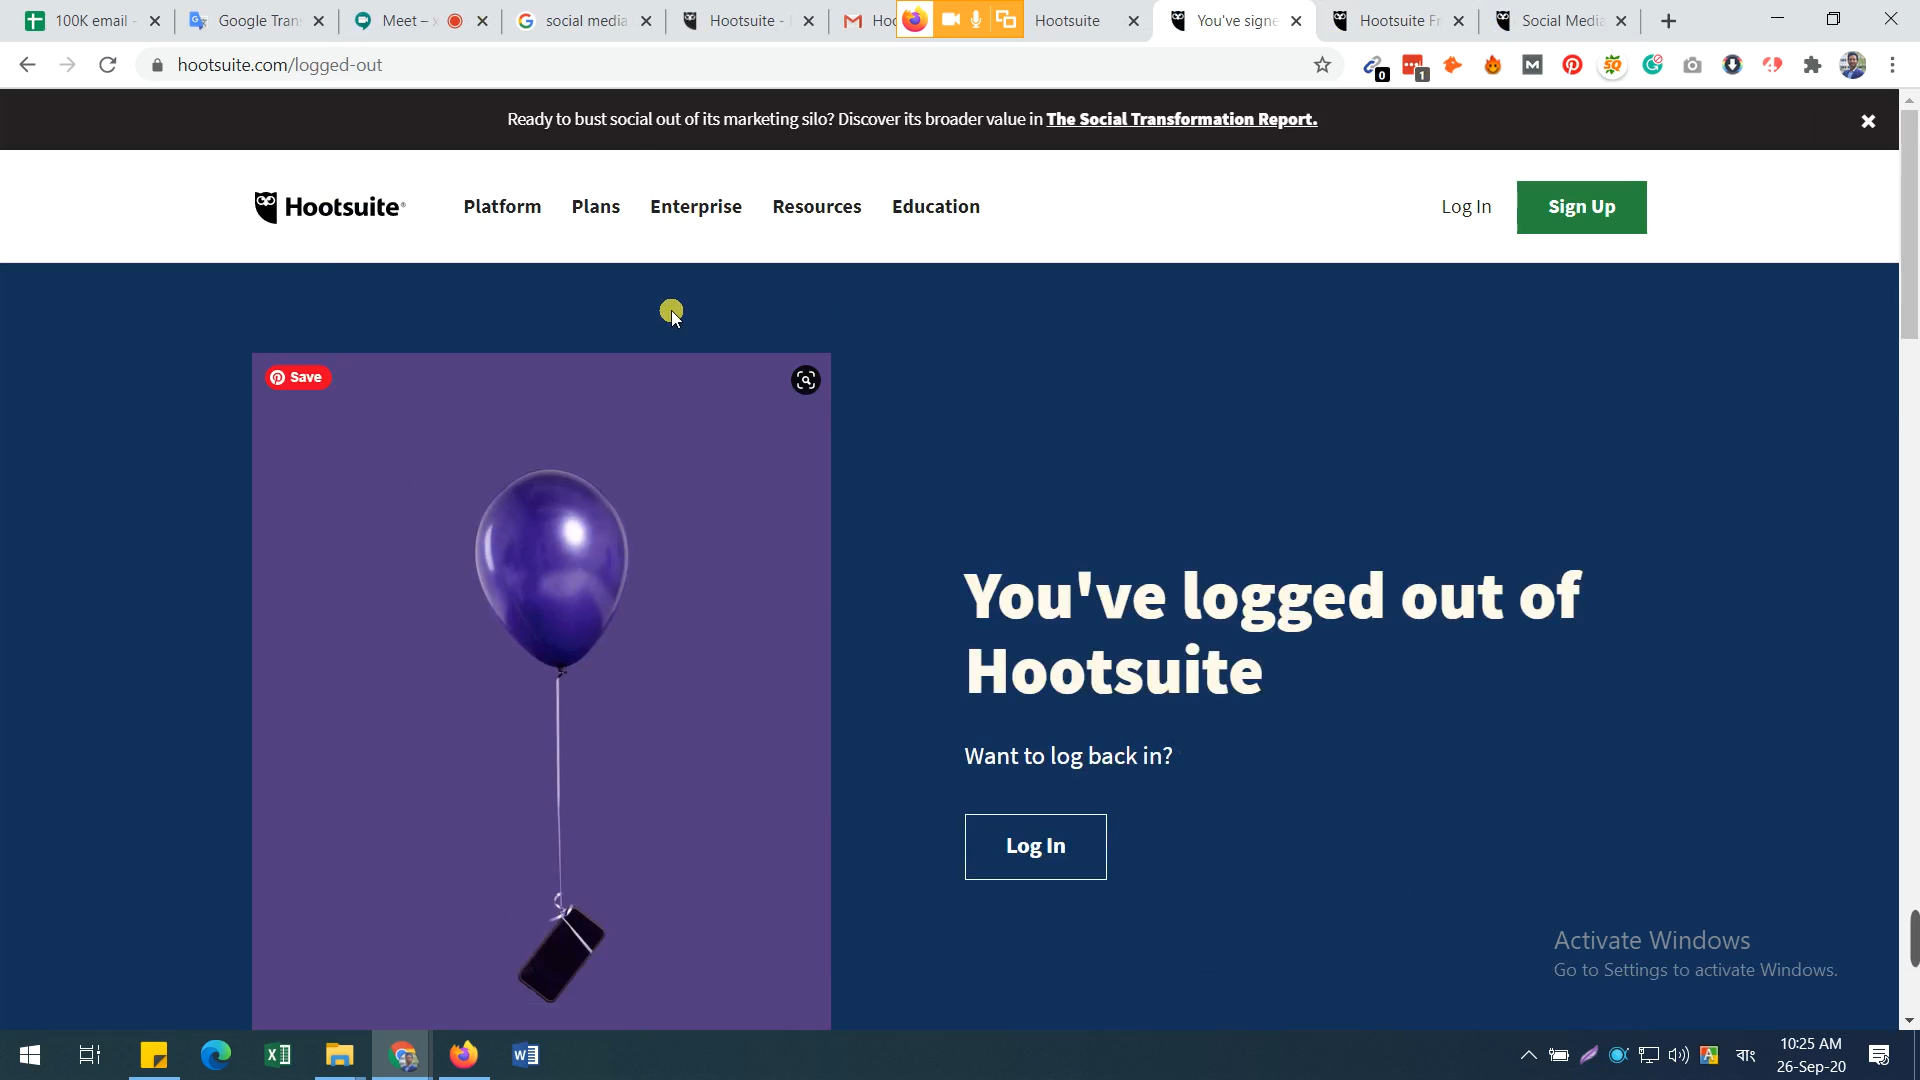 100K email -
Google Tran
Meet –
social media
Hootsuite -
Hoo
Hootsuite
You've signe
Hootsuite Fr
Social Media
hootsuite.com/logged-out
0
1
Ready to bust social out of its marketing silo? Discover its broader value in The Social Transformation Report.
Hootsuite
Platform
Plans
Enterprise
Resources
Education
Log In
Sign Up
Save
You've logged out of
Hootsuite
Want to log back in?
Log In
Activate Windows
Go to Settings to activate Windows.
বাং
10:25 AM
26-Sep-20